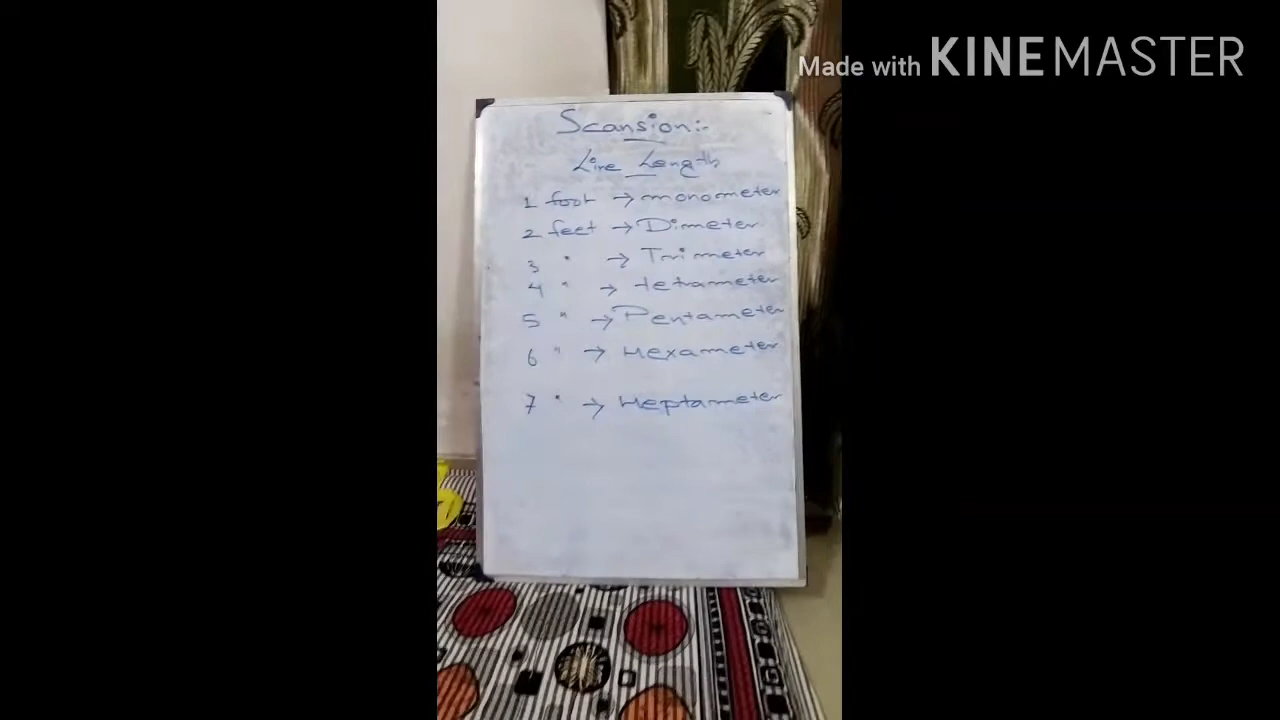 Made with KINEMASTER
Scansion:-
Line Length
1 foot → monometer
2 feet → Dimeter
3 " → Trimeter
4 " → tetrameter
5 " → Pentameter
6 " → Hexameter
7 " → Heptameter